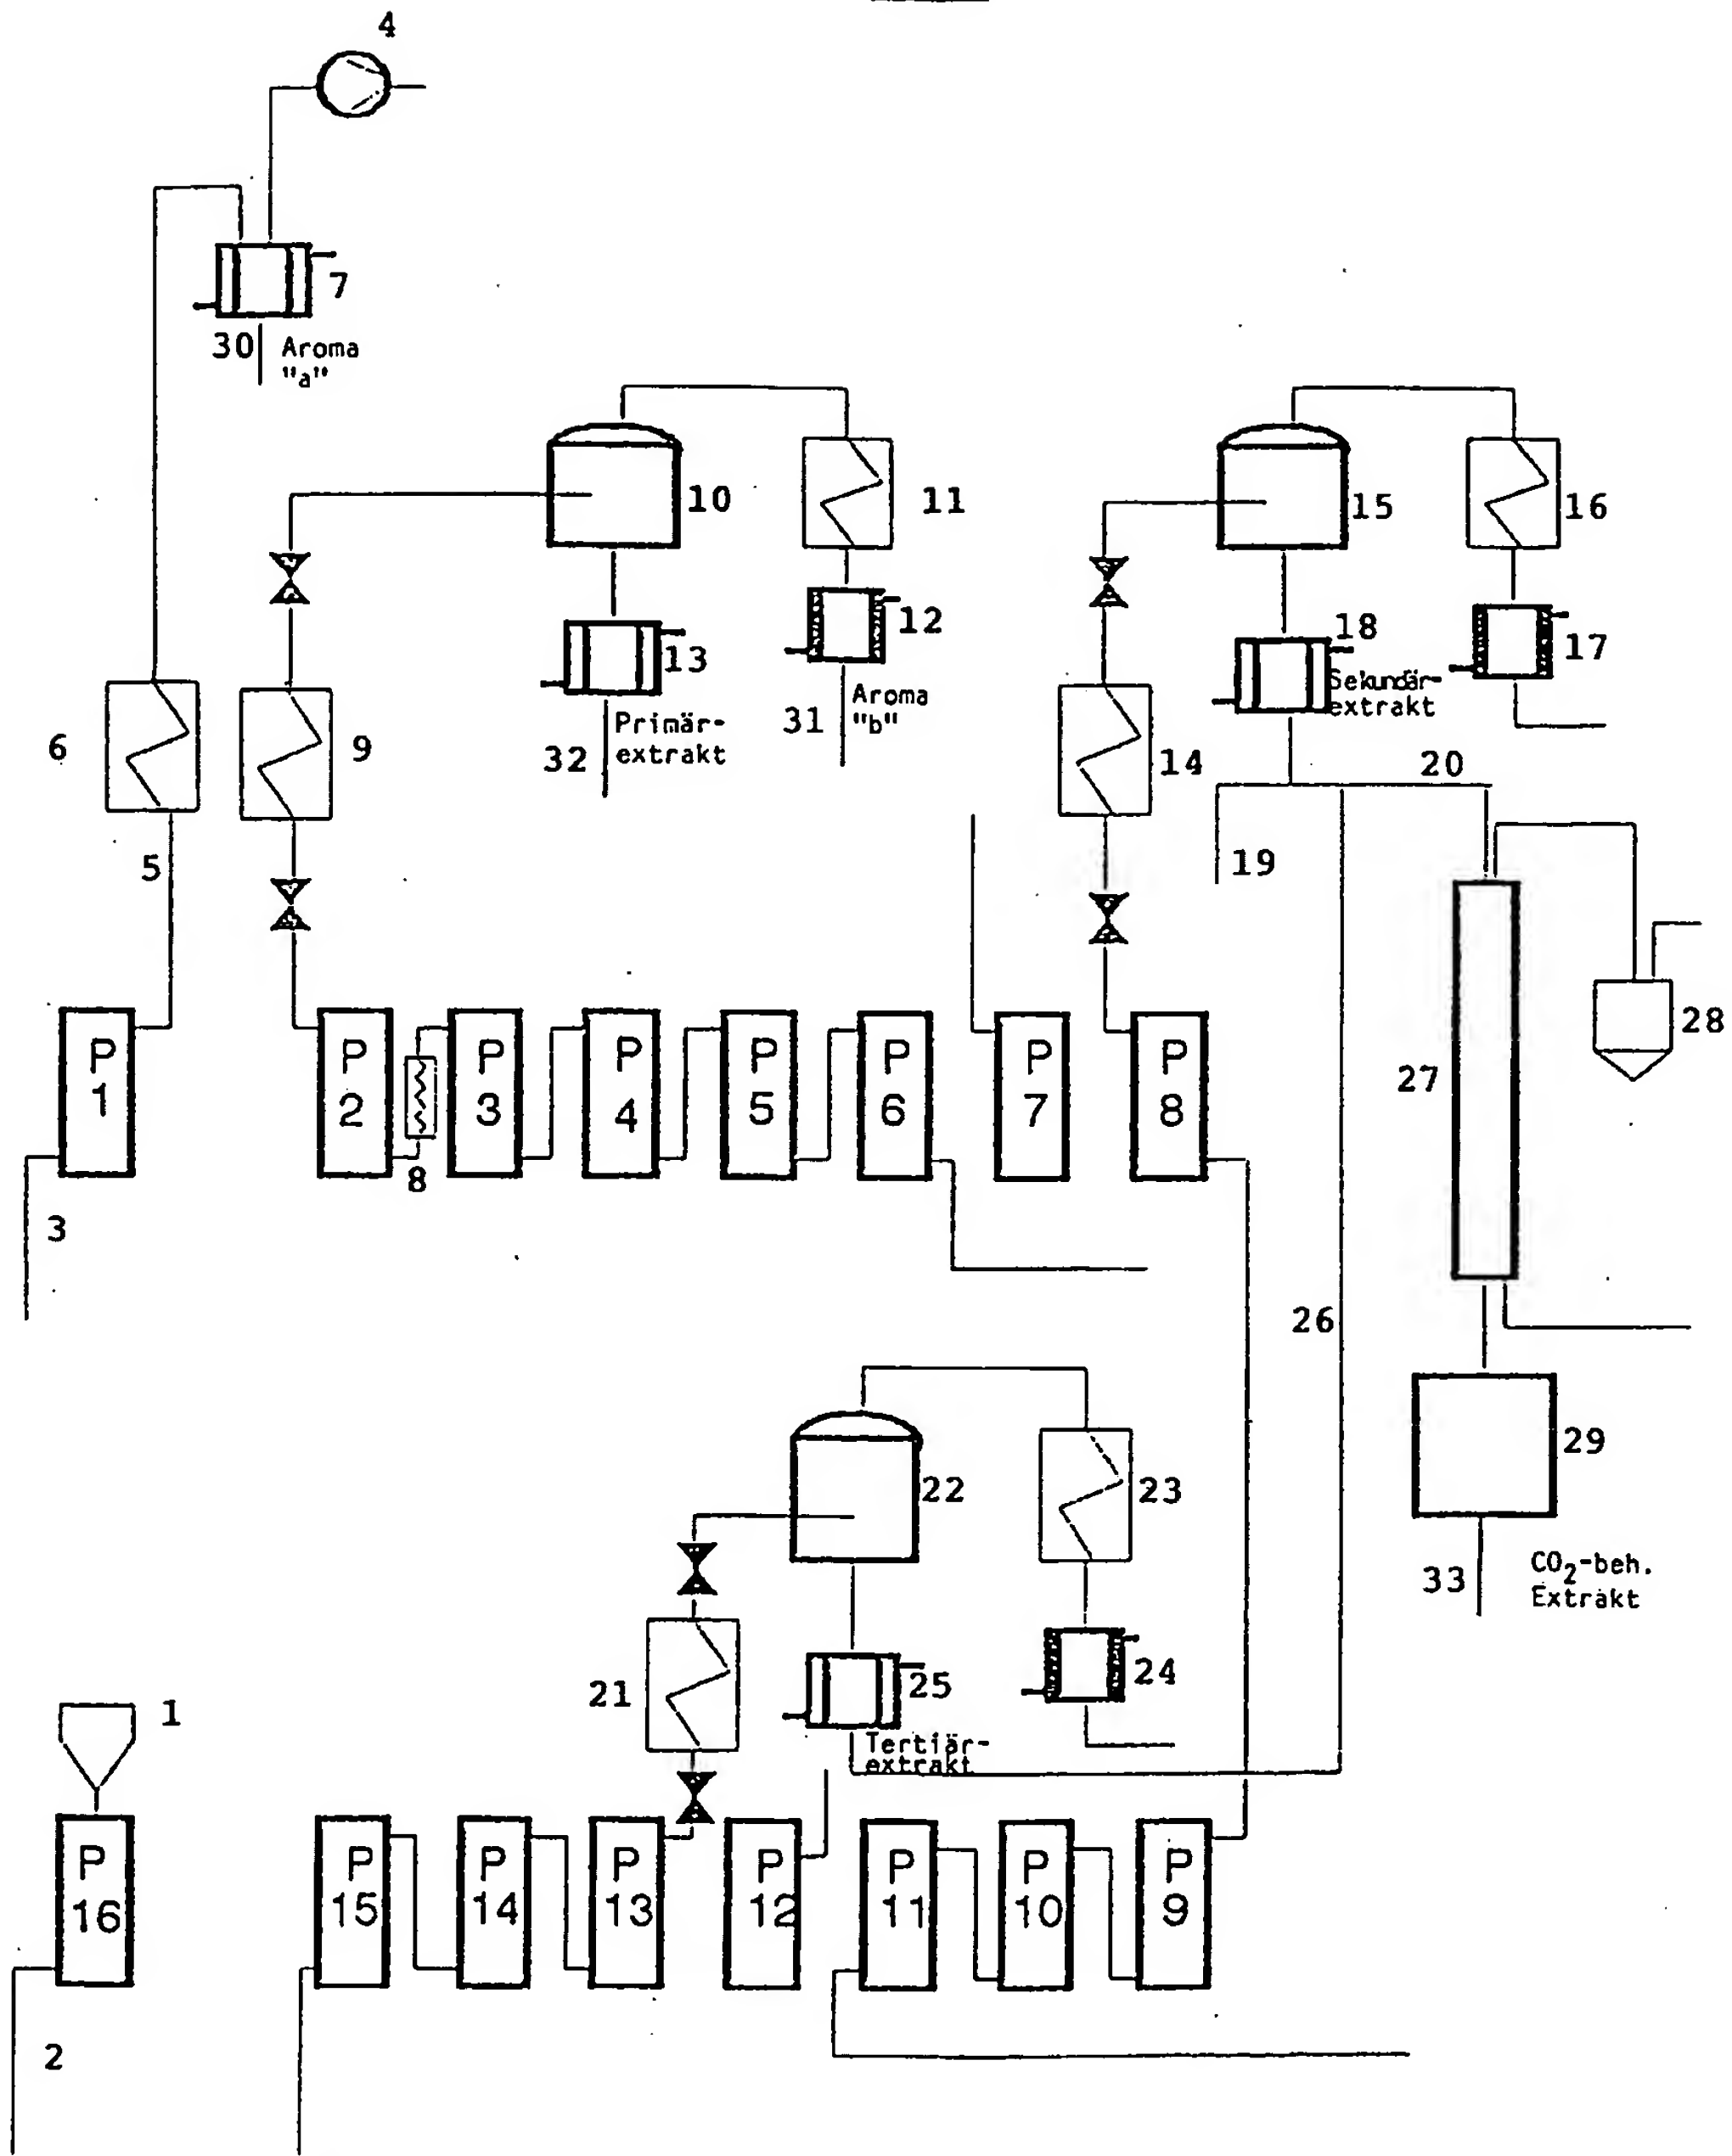 4
7
30
Aroma
"a"
10
11
15
16
12
13
18
17
Primär-
extrakt
32
31
Aroma
"b"
Sekundär-
extrakt
6
9
14
20
5
19
P
1
P
2
P
3
P
4
P
5
P
6
P
7
P
8
28
27
8
3
26
22
23
29
33
CO₂-beh.
Extrakt
21
25
24
1
Tertiär-
extrakt
P
16
P
15
P
14
P
13
P
12
P
11
P
10
P
9
2